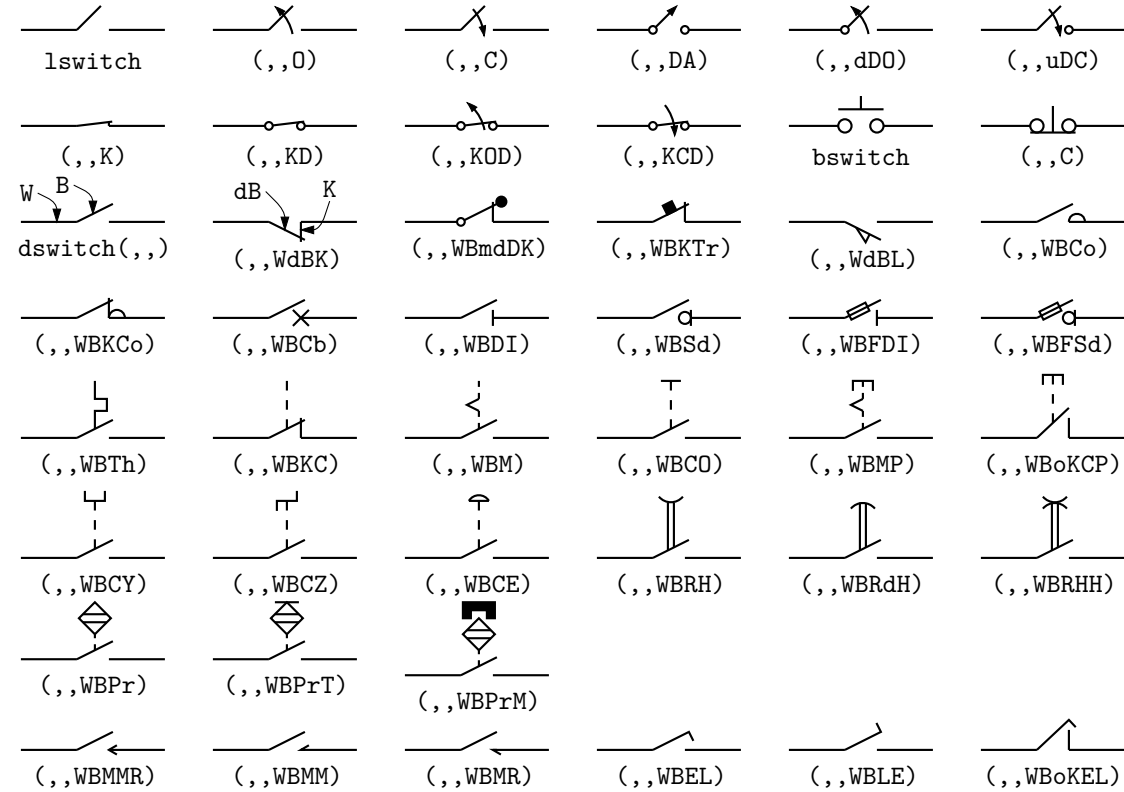 lswitch
(,,O)
(,,C)
(,,DA)
(,,dDO)
(,,uDC)
(,,K)
(,,KD)
(,,KOD)
(,,KCD)
bswitch
(,,C)
W
B
dswitch(,,)
dB
K
(,,WdBK)
(,,WBmdDK)
(,,WBKTr)
(,,WdBL)
(,,WBCo)
(,,WBKCo)
(,,WBCb)
(,,WBDI)
(,,WBSd)
(,,WBFDI)
(,,WBFSd)
(,,WBTh)
(,,WBKC)
(,,WBM)
(,,WBCO)
(,,WBMP)
(,,WBoKCP)
(,,WBCY)
(,,WBCZ)
(,,WBCE)
(,,WBRH)
(,,WBRdH)
(,,WBRHH)
(,,WBPr)
(,,WBPrT)
(,,WBPrM)
(,,WBMMR)
(,,WBMM)
(,,WBMR)
(,,WBEL)
(,,WBLE)
(,,WBoKEL)